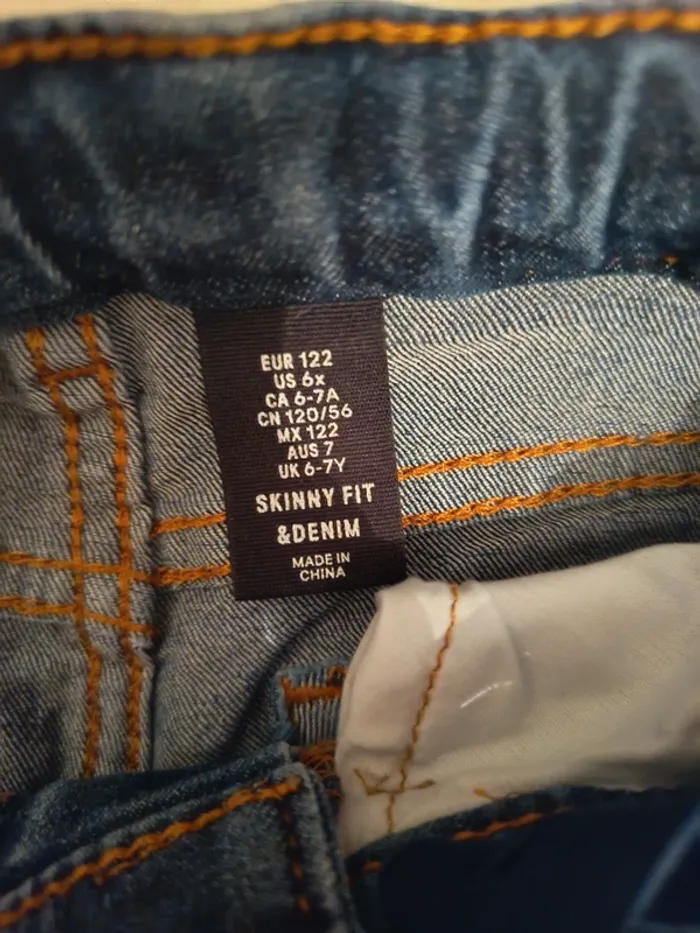 EUR 122
US 6x
CA 6-7A
CN 120/56
MX 122
AUS 7
UK 6-7Y
SKINNY FIT
&DENIM
MADE IN
CHINA